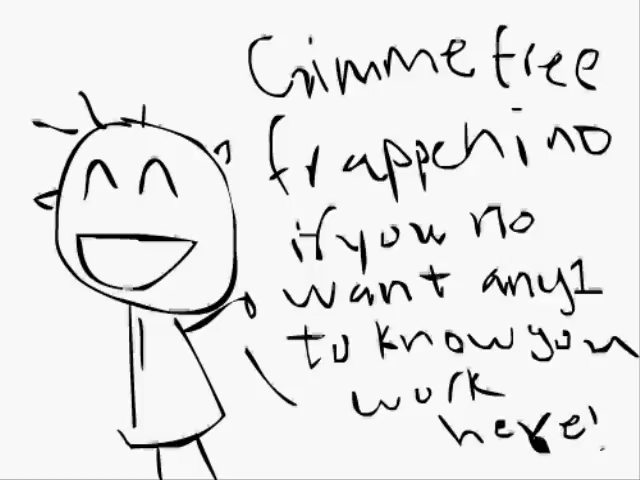 Gimme free
frappchino
if you no
want any1
to know you
work
here!